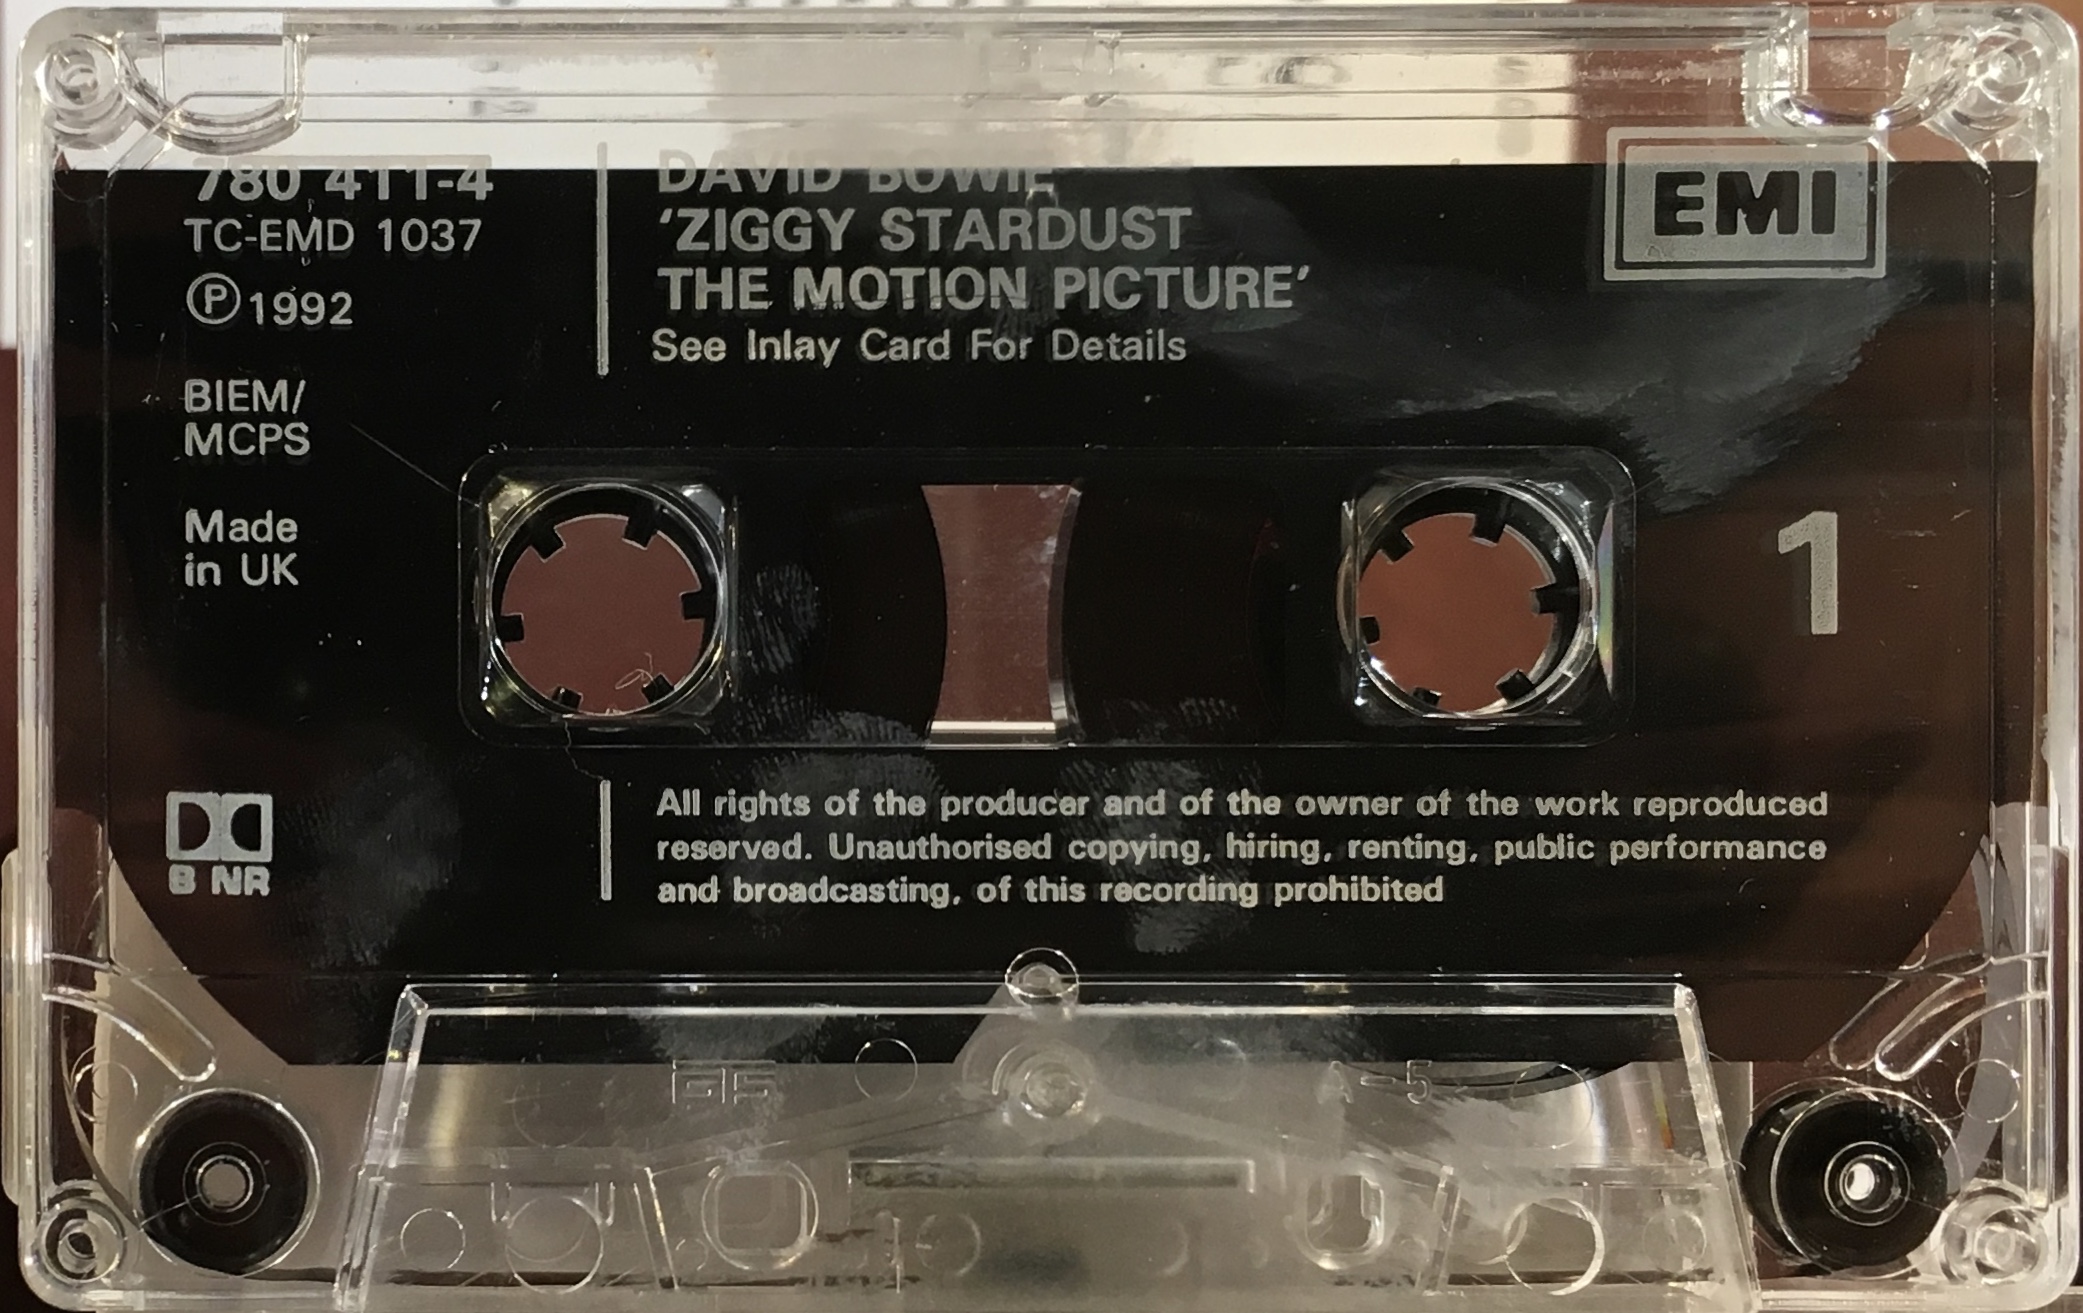 780 411-4
TC-EMD 1037
Ⓟ1992
BIEM/
MCPS
Made
in UK
DAVID BOWIE
'ZIGGY STARDUST
THE MOTION PICTURE'
See Inlay Card For Details
EMI
1
B NR
All rights of the producer and of the owner of the work reproduced
reserved. Unauthorised copying, hiring, renting, public performance
and broadcasting, of this recording prohibited
A-5